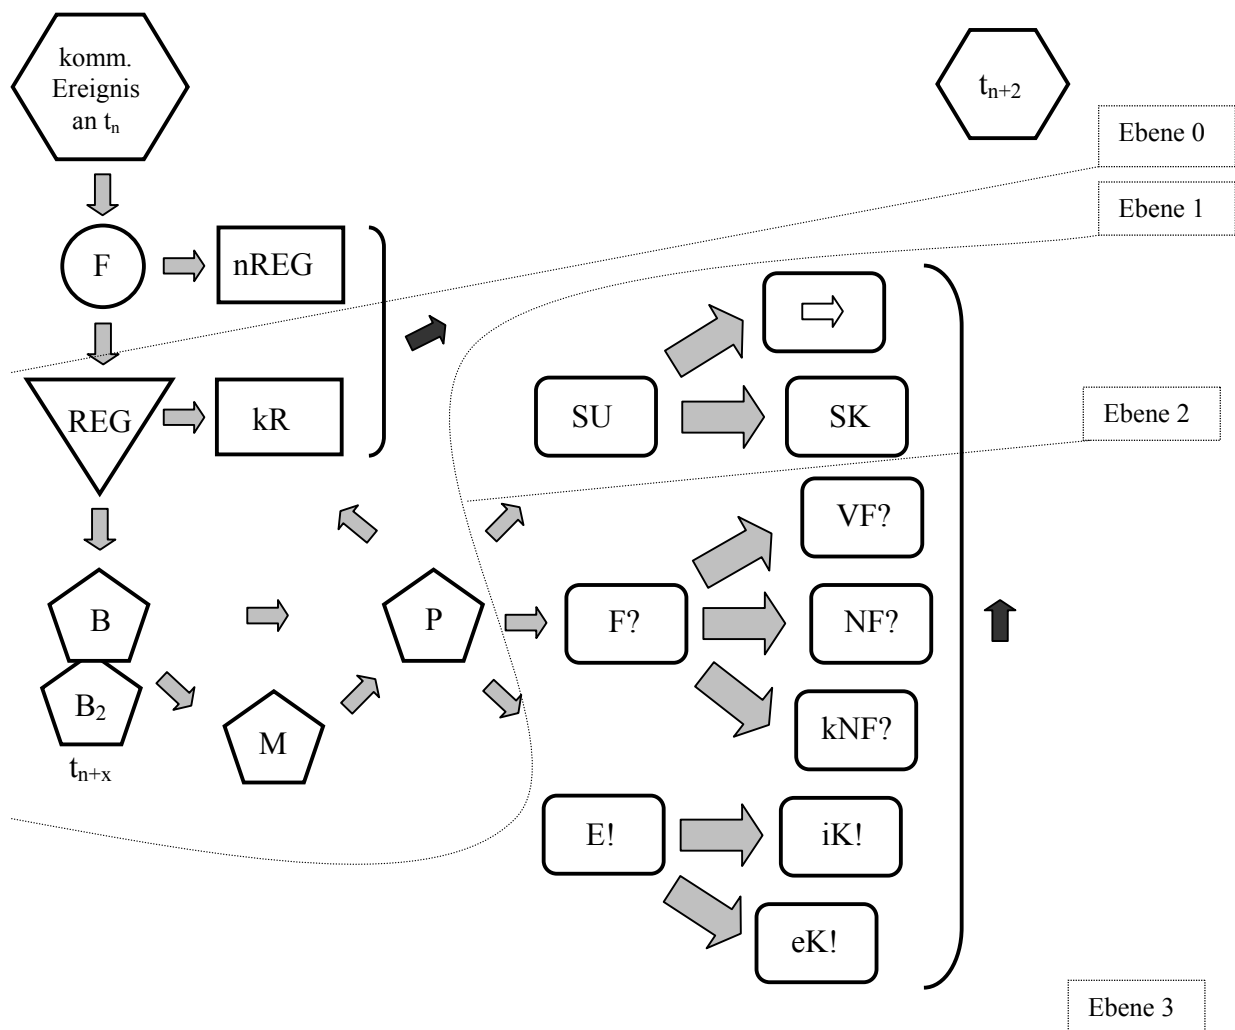 komm.
Ereignis
an tₙ
tₙ₊₂
Ebene 0
Ebene 1
F
nREG
REG
kR
SU
SK
Ebene 2
VF?
B
P
F?
NF?
B₂
M
kNF?
tₙ₊ₓ
E!
iK!
eK!
Ebene 3